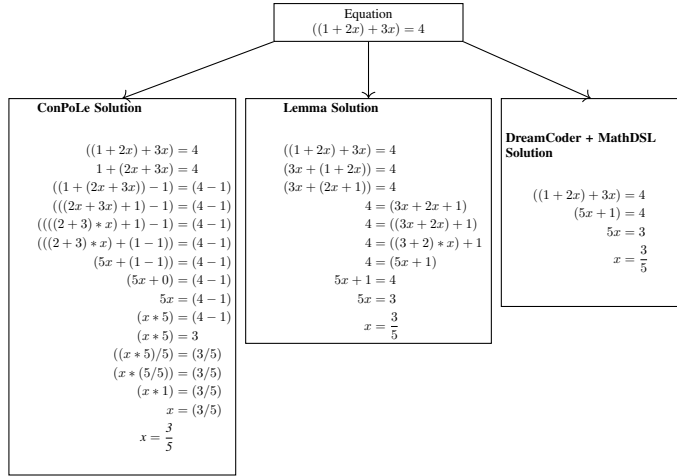 Equation
((1 + 2x) + 3x) = 4
ConPoLe Solution
((1 + 2x) + 3x) = 4
1 + (2x + 3x) = 4
((1 + (2x + 3x)) − 1) = (4 − 1)
(((2x + 3x) + 1) − 1) = (4 − 1)
((((2 + 3) ∗ x) + 1) − 1) = (4 − 1)
(((2 + 3) ∗ x) + (1 − 1)) = (4 − 1)
(5x + (1 − 1)) = (4 − 1)
(5x + 0) = (4 − 1)
5x = (4 − 1)
(x ∗ 5) = (4 − 1)
(x ∗ 5) = 3
((x ∗ 5)/5) = (3/5)
(x ∗ (5/5)) = (3/5)
(x ∗ 1) = (3/5)
x = (3/5)
x = 3/5
Lemma Solution
((1 + 2x) + 3x) = 4
(3x + (1 + 2x)) = 4
(3x + (2x + 1)) = 4
4 = (3x + 2x + 1)
4 = ((3x + 2x) + 1)
4 = ((3 + 2) ∗ x) + 1
4 = (5x + 1)
5x + 1 = 4
5x = 3
x = 3/5
DreamCoder + MathDSL
Solution
((1 + 2x) + 3x) = 4
(5x + 1) = 4
5x = 3
x = 3/5